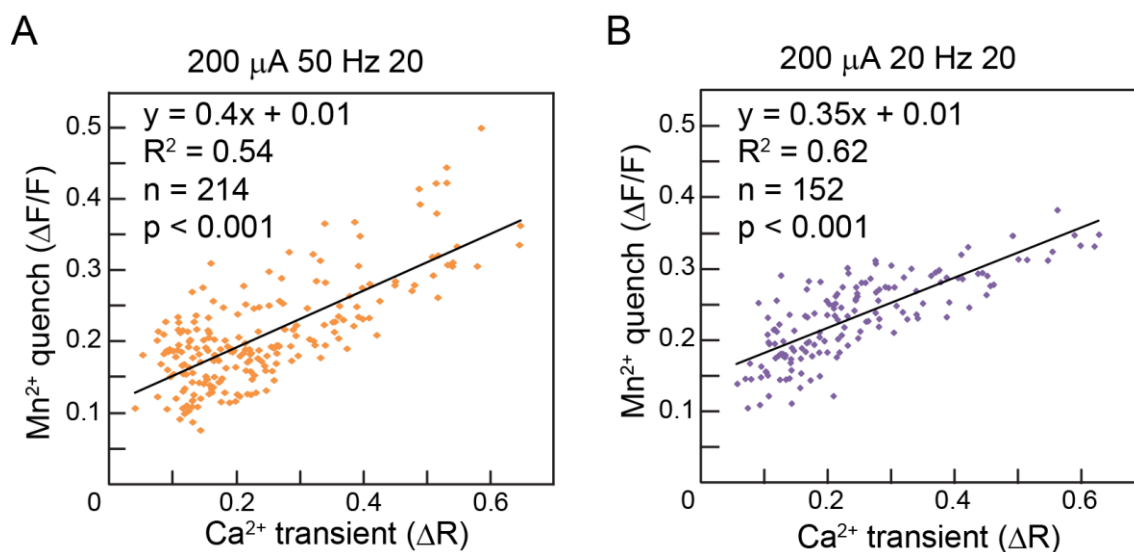 A
200 μA 50 Hz 20
y = 0.4x + 0.01
R² = 0.54
n = 214
p < 0.001
Mn²⁺ quench (ΔF/F)
0.5
0.4
0.3
0.2
0.1
0
0.2
0.4
0.6
Ca²⁺ transient (ΔR)
B
200 μA 20 Hz 20
y = 0.35x + 0.01
R² = 0.62
n = 152
p < 0.001
Mn²⁺ quench (ΔF/F)
0.5
0.4
0.3
0.2
0.1
0
0.2
0.4
0.6
Ca²⁺ transient (ΔR)